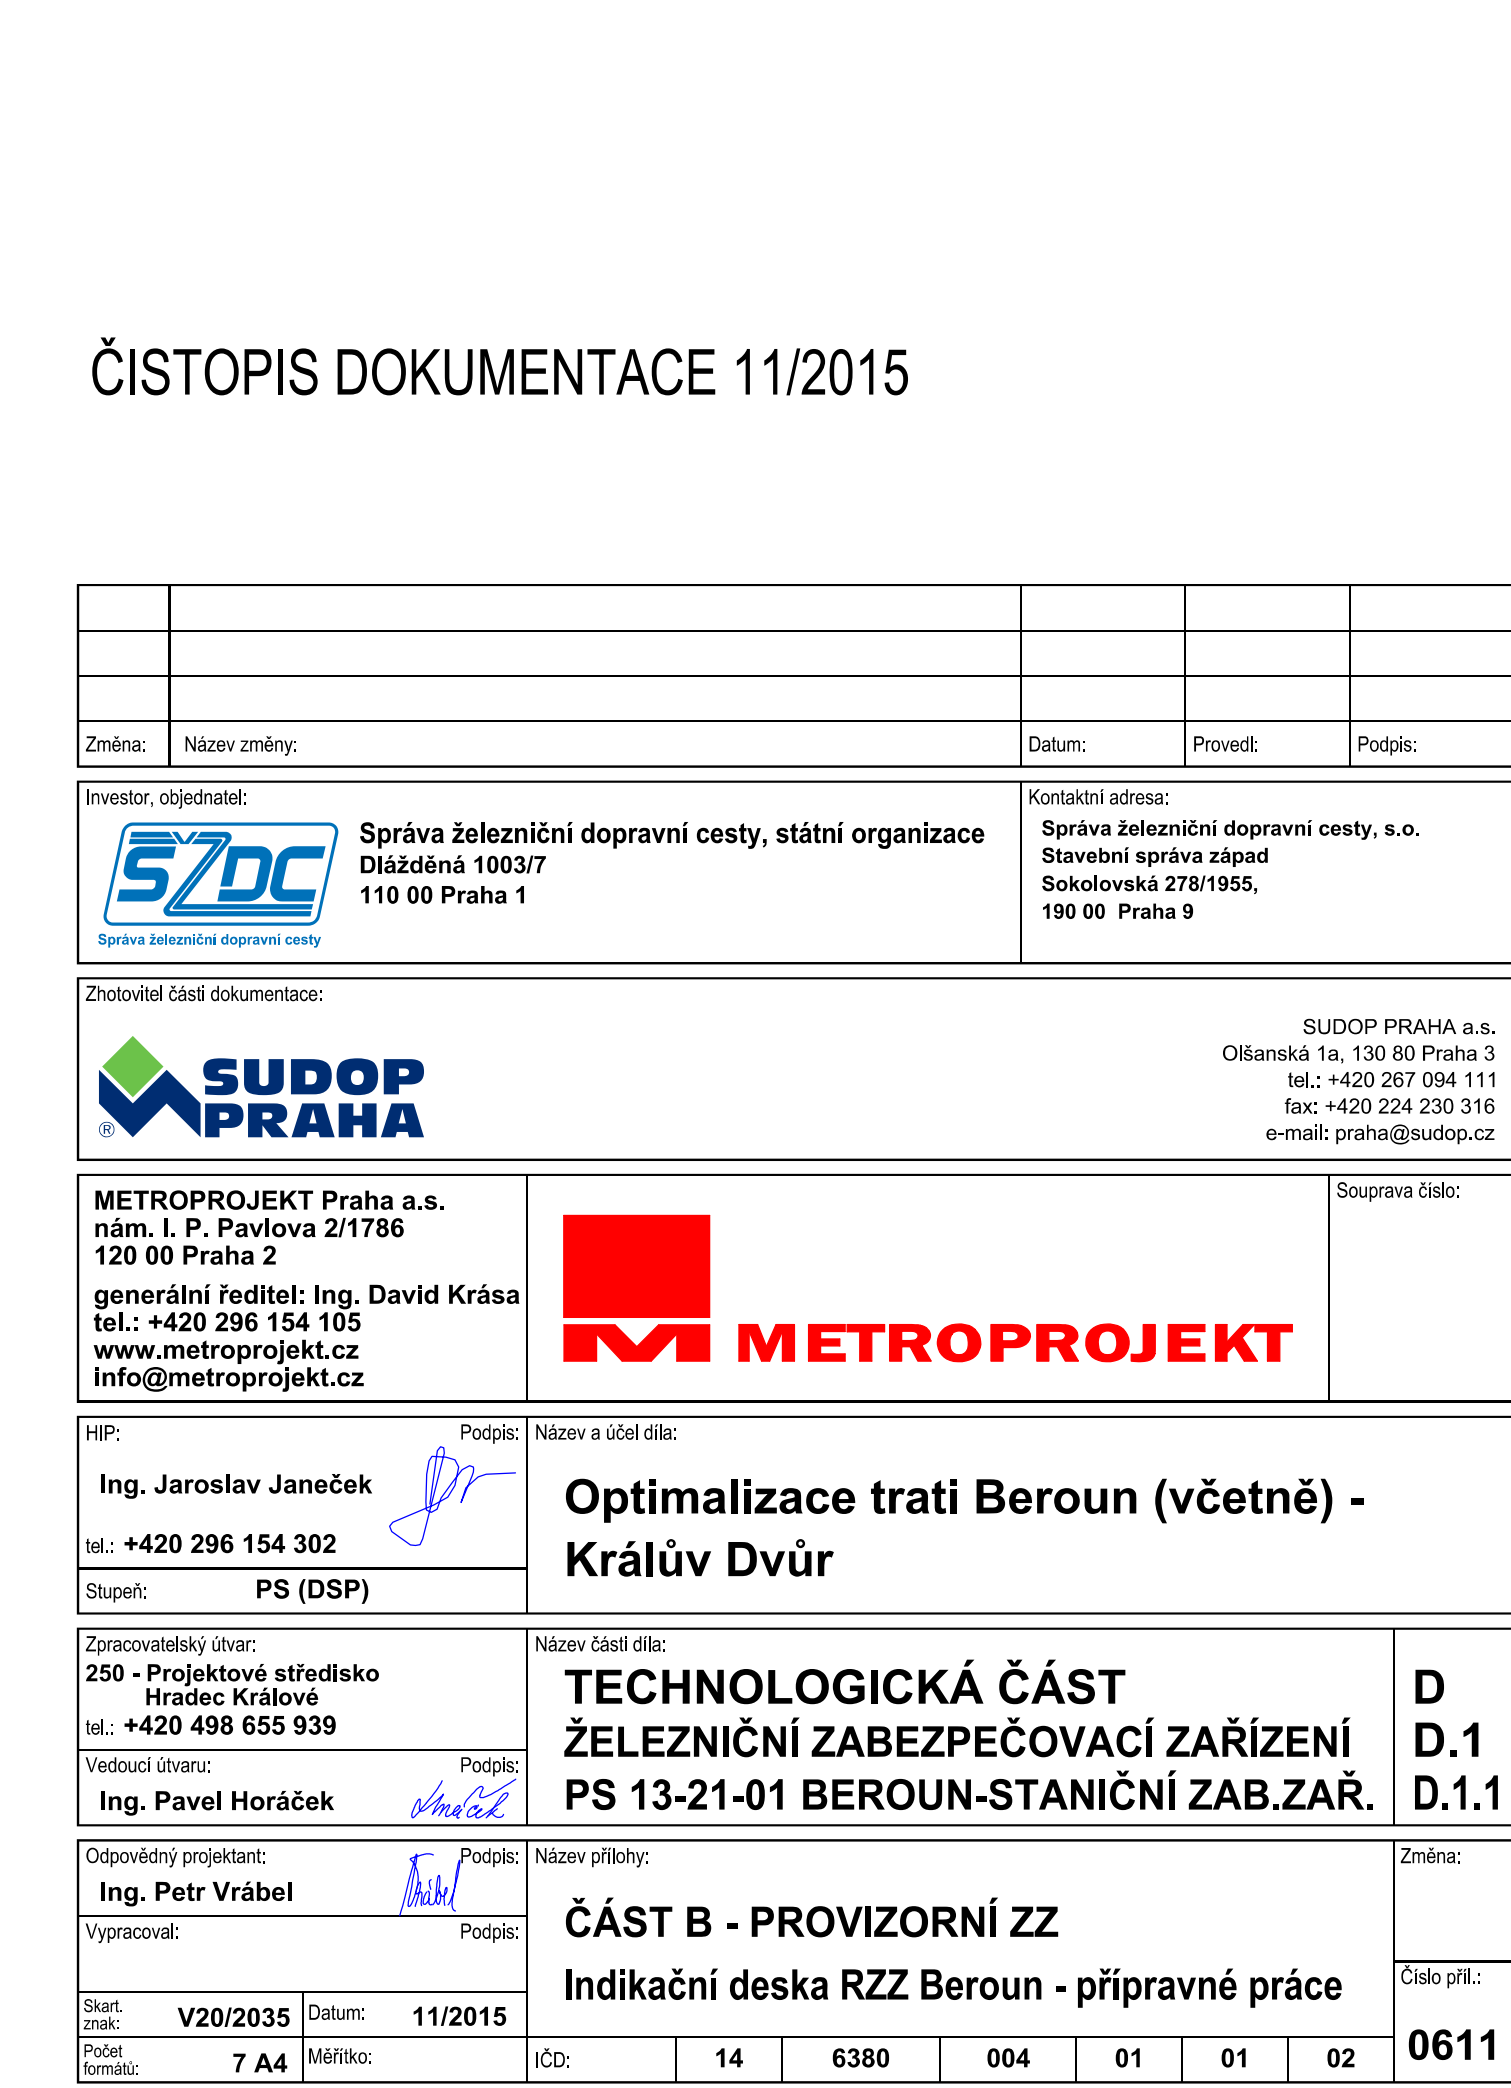 ČISTOPIS DOKUMENTACE 11/2015
Změna: Název změny: Datum: Provedl: Podpis:
Investor, objednatel:
ŠŽDC
Správa železniční dopravní cesty
Správa železniční dopravní cesty, státní organizace
Dlážděná 1003/7
110 00 Praha 1
Kontaktní adresa:
Správa železniční dopravní cesty, s.o.
Stavební správa západ
Sokolovská 278/1955,
190 00 Praha 9
Zhotovitel části dokumentace:
SUDOP
PRAHA
®
SUDOP PRAHA a.s.
Olšanská 1a, 130 80 Praha 3
tel.: +420 267 094 111
fax: +420 224 230 316
e-mail: praha@sudop.cz
METROPROJEKT Praha a.s.
nám. I. P. Pavlova 2/1786
120 00 Praha 2
generální ředitel: Ing. David Krása
tel.: +420 296 154 105
www.metroprojekt.cz
info@metroprojekt.cz
METROPROJEKT
Souprava číslo:
HIP: Podpis:
Ing. Jaroslav Janeček
tel.: +420 296 154 302
Stupeň: PS (DSP)
Název a účel díla:
Optimalizace trati Beroun (včetně) -
Králův Dvůr
Zpracovatelský útvar:
250 - Projektové středisko
Hradec Králové
tel.: +420 498 655 939
Vedoucí útvaru: Podpis:
Ing. Pavel Horáček
Název části díla:
TECHNOLOGICKÁ ČÁST
ŽELEZNIČNÍ ZABEZPEČOVACÍ ZAŘÍZENÍ
PS 13-21-01 BEROUN-STANIČNÍ ZAB.ZAŘ.
D
D.1
D.1.1
Odpovědný projektant: Podpis:
Ing. Petr Vrábel
Vrábel
Vypracoval: Podpis:
Skart. znak: V20/2035 Datum: 11/2015
Počet formátů: 7 A4 Měřítko:
Název přílohy:
ČÁST B - PROVIZORNÍ ZZ
Indikační deska RZZ Beroun - přípravné práce
IČD: 14 6380 004 01 01 02
Změna:
Číslo příl.:
0611